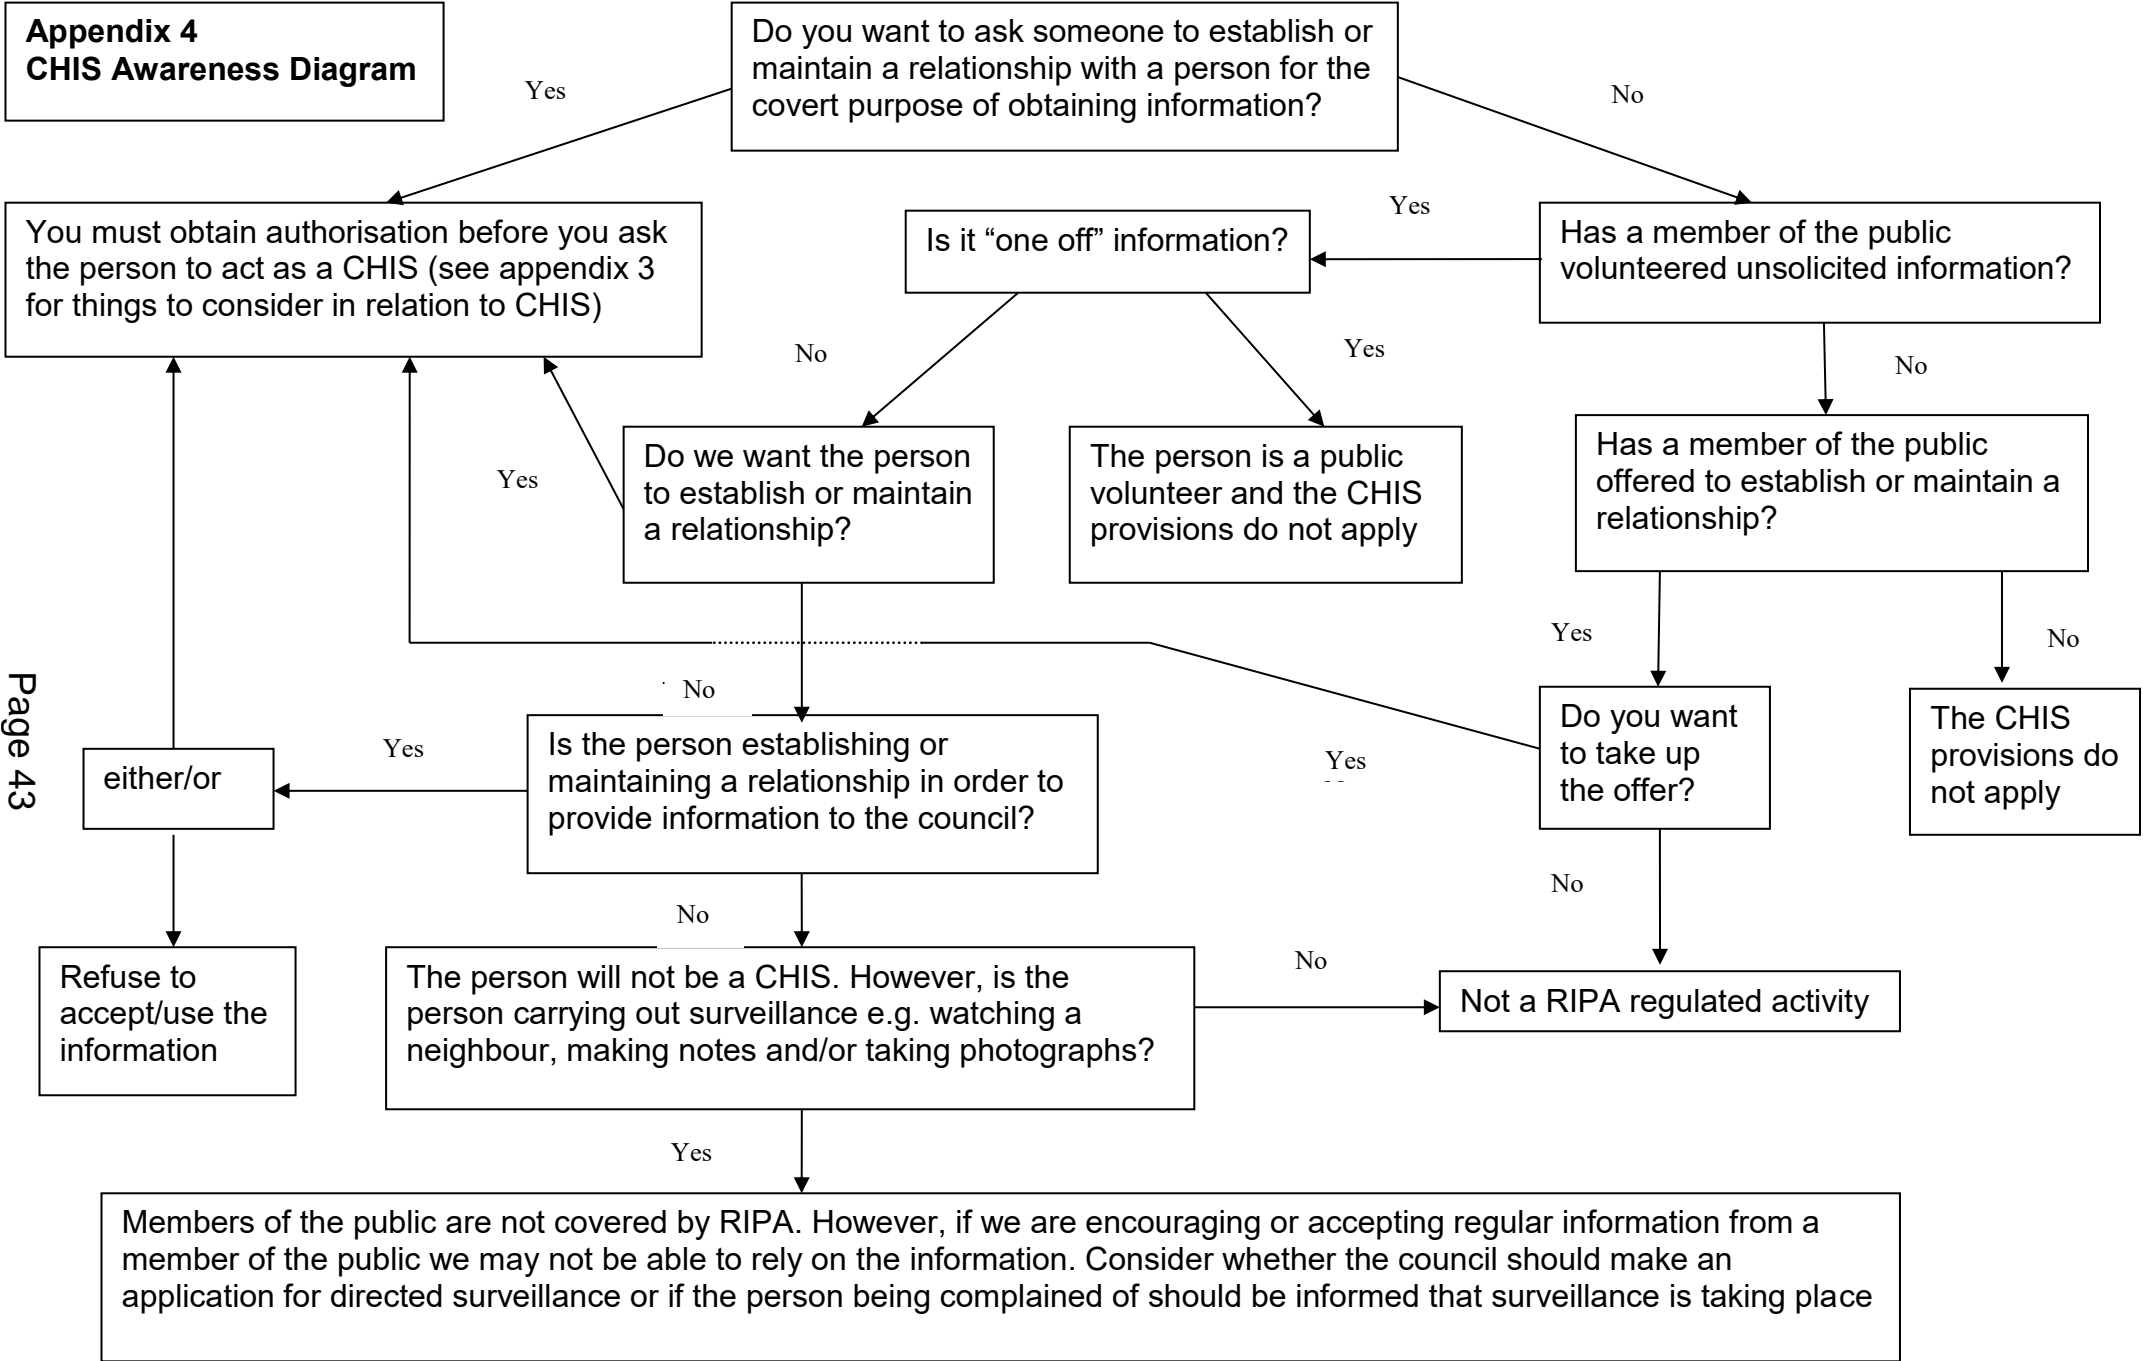 Appendix 4
CHIS Awareness Diagram
Do you want to ask someone to establish or
maintain a relationship with a person for the
covert purpose of obtaining information?
Yes
No
You must obtain authorisation before you ask
the person to act as a CHIS (see appendix 3
for things to consider in relation to CHIS)
Is it “one off” information?
Yes
Has a member of the public
volunteered unsolicited information?
No
Yes
No
Do we want the person
to establish or maintain
a relationship?
Yes
The person is a public
volunteer and the CHIS
provisions do not apply
Has a member of the public
offered to establish or maintain a
relationship?
Yes
No
No
Page 43
either/or
Yes
Is the person establishing or
maintaining a relationship in order to
provide information to the council?
Yes
Do you want
to take up
the offer?
The CHIS
provisions do
not apply
No
No
Refuse to
accept/use the
information
The person will not be a CHIS. However, is the
person carrying out surveillance e.g. watching a
neighbour, making notes and/or taking photographs?
No
Not a RIPA regulated activity
Yes
Members of the public are not covered by RIPA. However, if we are encouraging or accepting regular information from a
member of the public we may not be able to rely on the information. Consider whether the council should make an
application for directed surveillance or if the person being complained of should be informed that surveillance is taking place